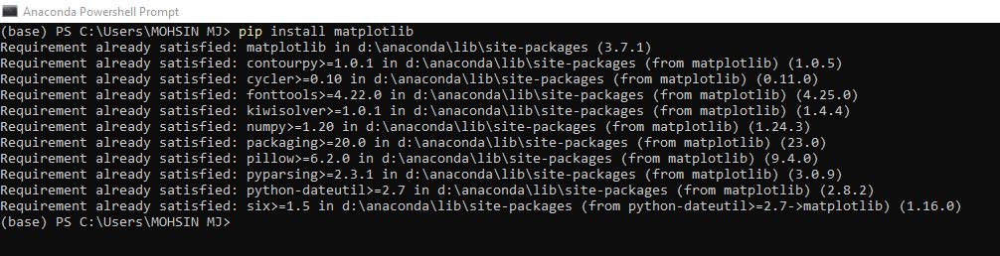 Anaconda Powershell Prompt
(base) PS C:\Users\MOHSIN MJ> pip install matplotlib
Requirement already satisfied: matplotlib in d:\anaconda\lib\site-packages (3.7.1)
Requirement already satisfied: contourpy>=1.0.1 in d:\anaconda\lib\site-packages (from matplotlib) (1.0.5)
Requirement already satisfied: cycler>=0.10 in d:\anaconda\lib\site-packages (from matplotlib) (0.11.0)
Requirement already satisfied: fonttools>=4.22.0 in d:\anaconda\lib\site-packages (from matplotlib) (4.25.0)
Requirement already satisfied: kiwisolver>=1.0.1 in d:\anaconda\lib\site-packages (from matplotlib) (1.4.4)
Requirement already satisfied: numpy>=1.20 in d:\anaconda\lib\site-packages (from matplotlib) (1.24.3)
Requirement already satisfied: packaging>=20.0 in d:\anaconda\lib\site-packages (from matplotlib) (23.0)
Requirement already satisfied: pillow>=6.2.0 in d:\anaconda\lib\site-packages (from matplotlib) (9.4.0)
Requirement already satisfied: pyparsing>=2.3.1 in d:\anaconda\lib\site-packages (from matplotlib) (3.0.9)
Requirement already satisfied: python-dateutil>=2.7 in d:\anaconda\lib\site-packages (from matplotlib) (2.8.2)
Requirement already satisfied: six>=1.5 in d:\anaconda\lib\site-packages (from python-dateutil>=2.7->matplotlib) (1.16.0)
(base) PS C:\Users\MOHSIN MJ>